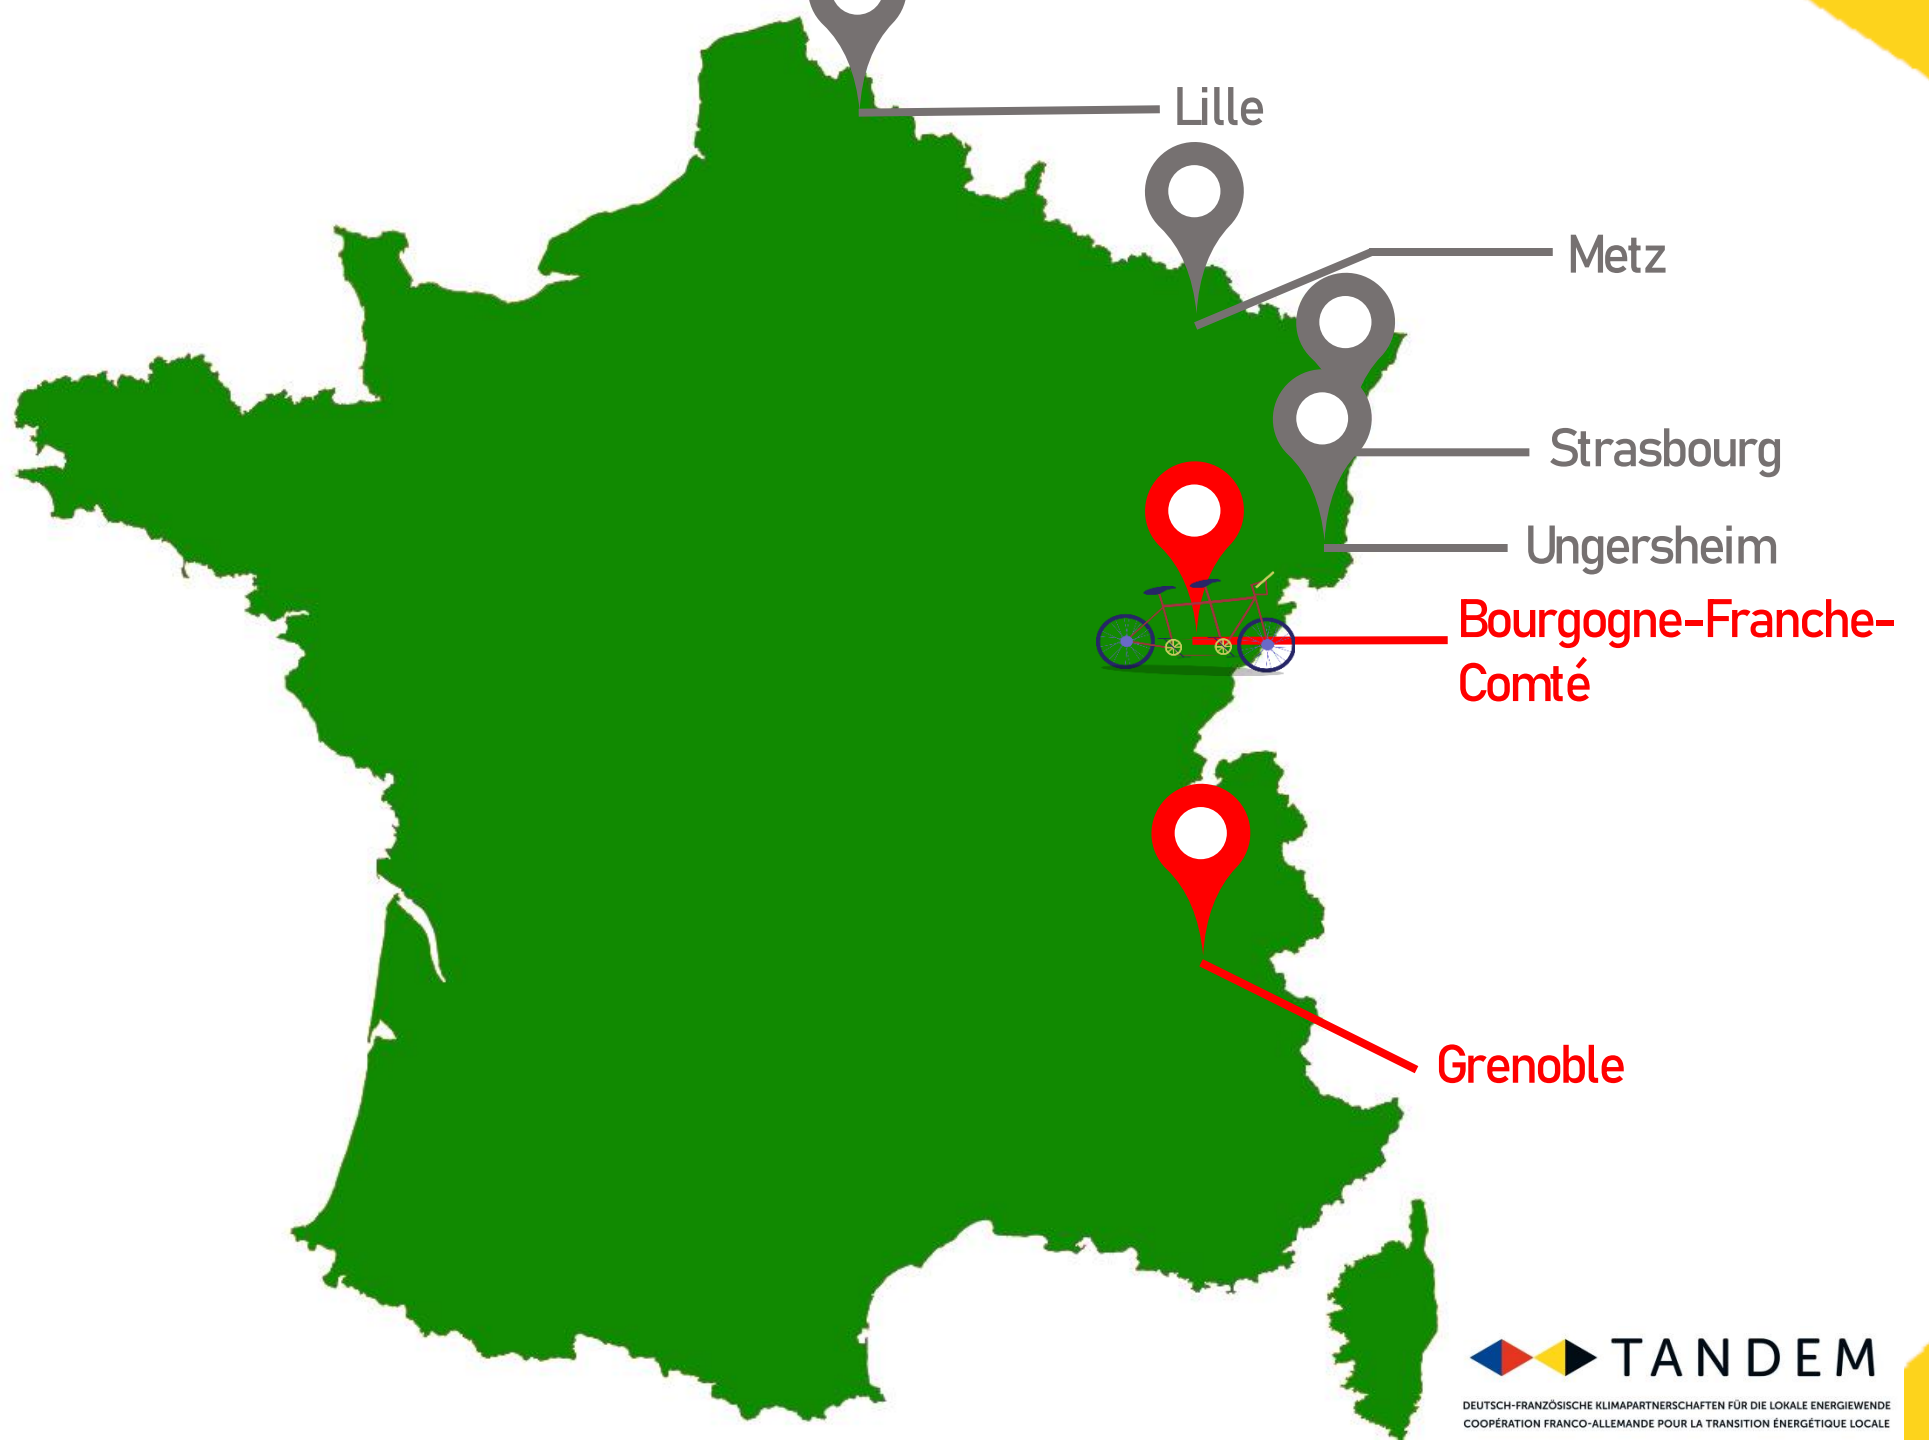 Lille
Metz
Strasbourg
Ungersheim
Bourgogne-Franche-
Comté
Grenoble
TANDEM
DEUTSCH-FRANZÖSISCHE KLIMAPARTNERSCHAFTEN FÜR DIE LOKALE ENERGIEWENDE
COOPÉRATION FRANCO-ALLEMANDE POUR LA TRANSITION ÉNERGÉTIQUE LOCALE